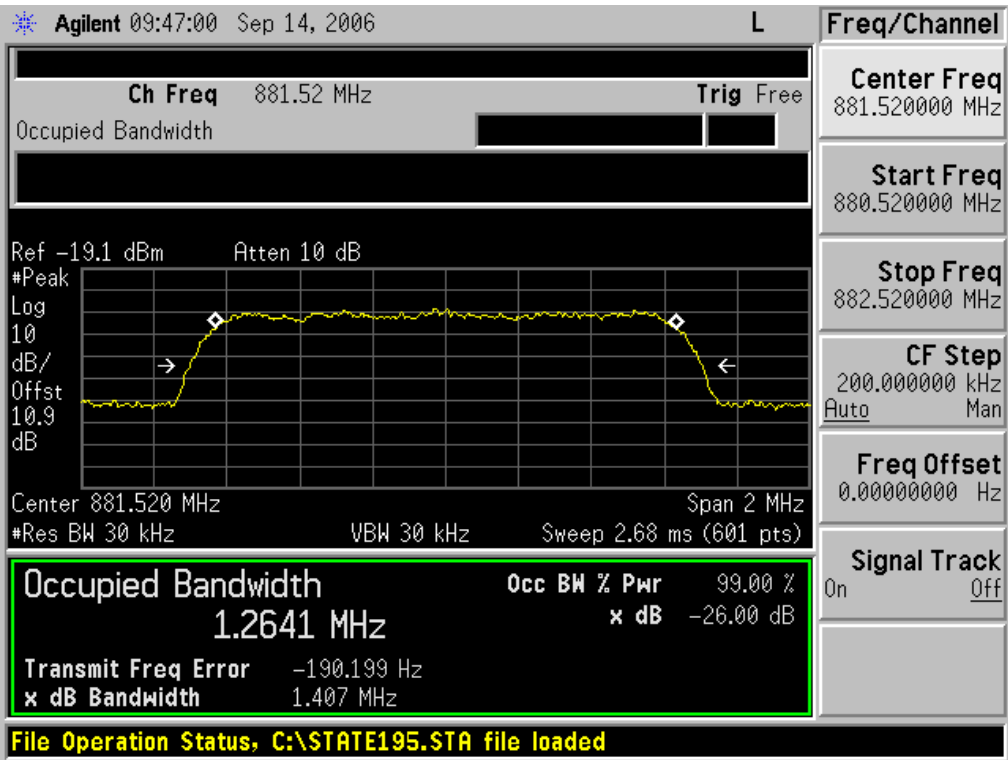 Agilent 09:47:00 Sep 14, 2006 L
Freq/Channel
Ch Freq 881.52 MHz Trig Free
Occupied Bandwidth
Center Freq
881.520000 MHz
Start Freq
880.520000 MHz
Stop Freq
882.520000 MHz
CF Step
200.000000 kHz
Auto Man
Freq Offset
0.00000000 Hz
Signal Track
On Off
Ref -19.1 dBm Atten 10 dB
#Peak
Log
10
dB/
Offst
10.9
dB
Center 881.520 MHz Span 2 MHz
#Res BW 30 kHz VBW 30 kHz Sweep 2.68 ms (601 pts)
Occupied Bandwidth
1.2641 MHz
Occ BW % Pwr 99.00 %
x dB -26.00 dB
Transmit Freq Error -190.199 Hz
x dB Bandwidth 1.407 MHz
File Operation Status, C:\STATE195.STA file loaded